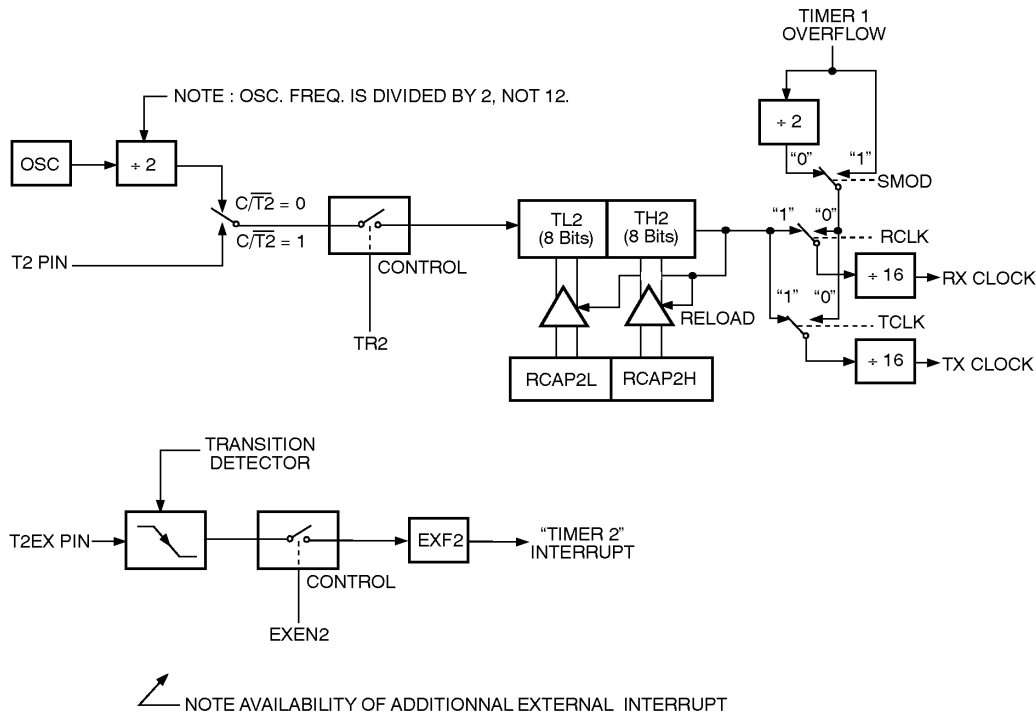 TIMER 1
OVERFLOW
NOTE : OSC. FREQ. IS DIVIDED BY 2, NOT 12.
÷ 2
"0"
"1"
SMOD
OSC
÷ 2
C/T2 = 0
C/T2 = 1
T2 PIN
CONTROL
TR2
TL2
(8 Bits)
TH2
(8 Bits)
RELOAD
RCAP2L
RCAP2H
"1"
"0"
RCLK
÷ 16
RX CLOCK
"1"
"0"
TCLK
÷ 16
TX CLOCK
TRANSITION
DETECTOR
T2EX PIN
CONTROL
EXEN2
EXF2
"TIMER 2"
INTERRUPT
NOTE AVAILABILITY OF ADDITIONNAL EXTERNAL INTERRUPT